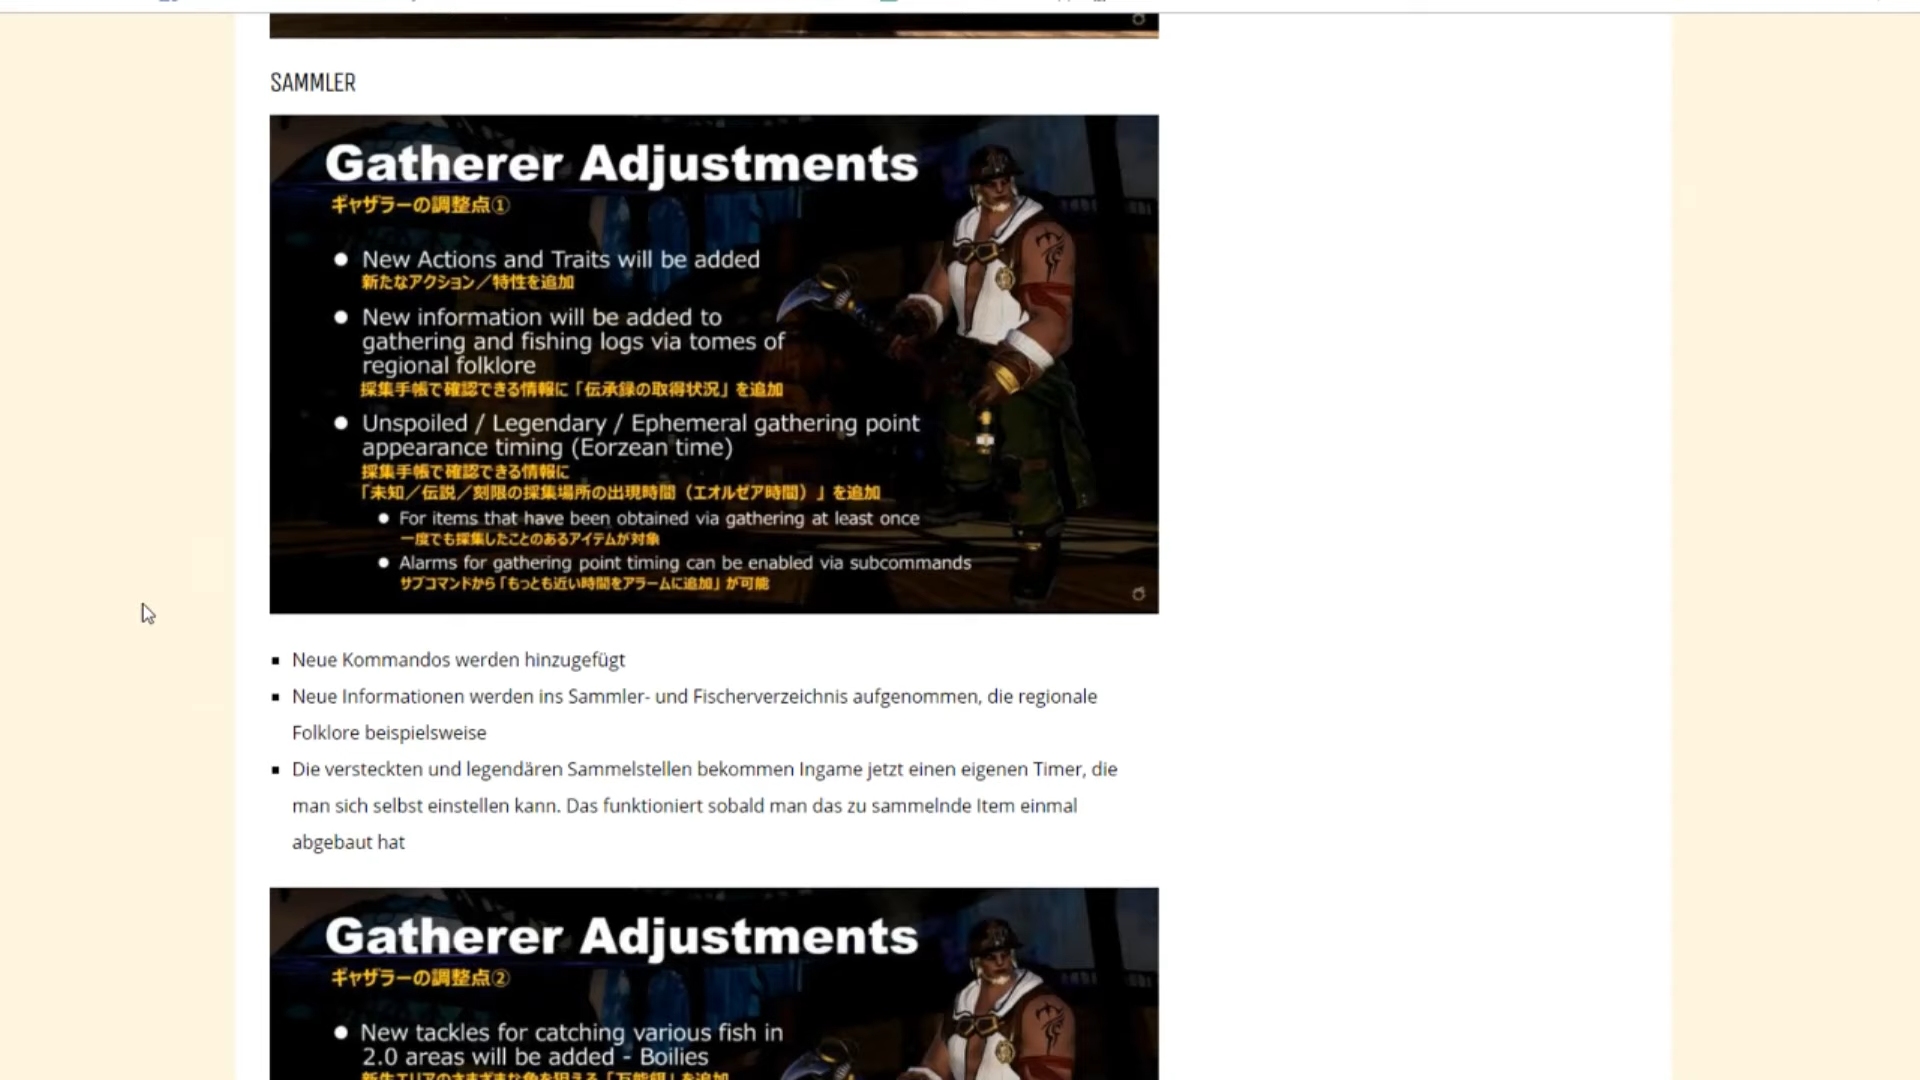 SAMMLER
Gatherer Adjustments
ギャザラーの調整点①
● New Actions and Traits will be added
新たなアクション／特性を追加
● New information will be added to
gathering and fishing logs via tomes of
regional folklore
採集手帳で確認できる情報に「伝承録の取得状況」を追加
● Unspoiled / Legendary / Ephemeral gathering point
appearance timing (Eorzean time)
採集手帳で確認できる情報に
「未知／伝説／刻限の採集場所の出現時間（エオルゼア時間）」を追加
● For items that have been obtained via gathering at least once
一度でも採集したことのあるアイテムが対象
● Alarms for gathering point timing can be enabled via subcommands
サブコマンドから「もっとも近い時間をアラームに追加」が可能
▪ Neue Kommandos werden hinzugefügt
▪ Neue Informationen werden ins Sammler- und Fischerverzeichnis aufgenommen, die regionale
Folklore beispielsweise
▪ Die versteckten und legendären Sammelstellen bekommen Ingame jetzt einen eigenen Timer, die
man sich selbst einstellen kann. Das funktioniert sobald man das zu sammelnde Item einmal
abgebaut hat
Gatherer Adjustments
ギャザラーの調整点②
● New tackles for catching various fish in
2.0 areas will be added - Boilies
新生エリアのさまざまな魚を狙える「万能餌」を追加